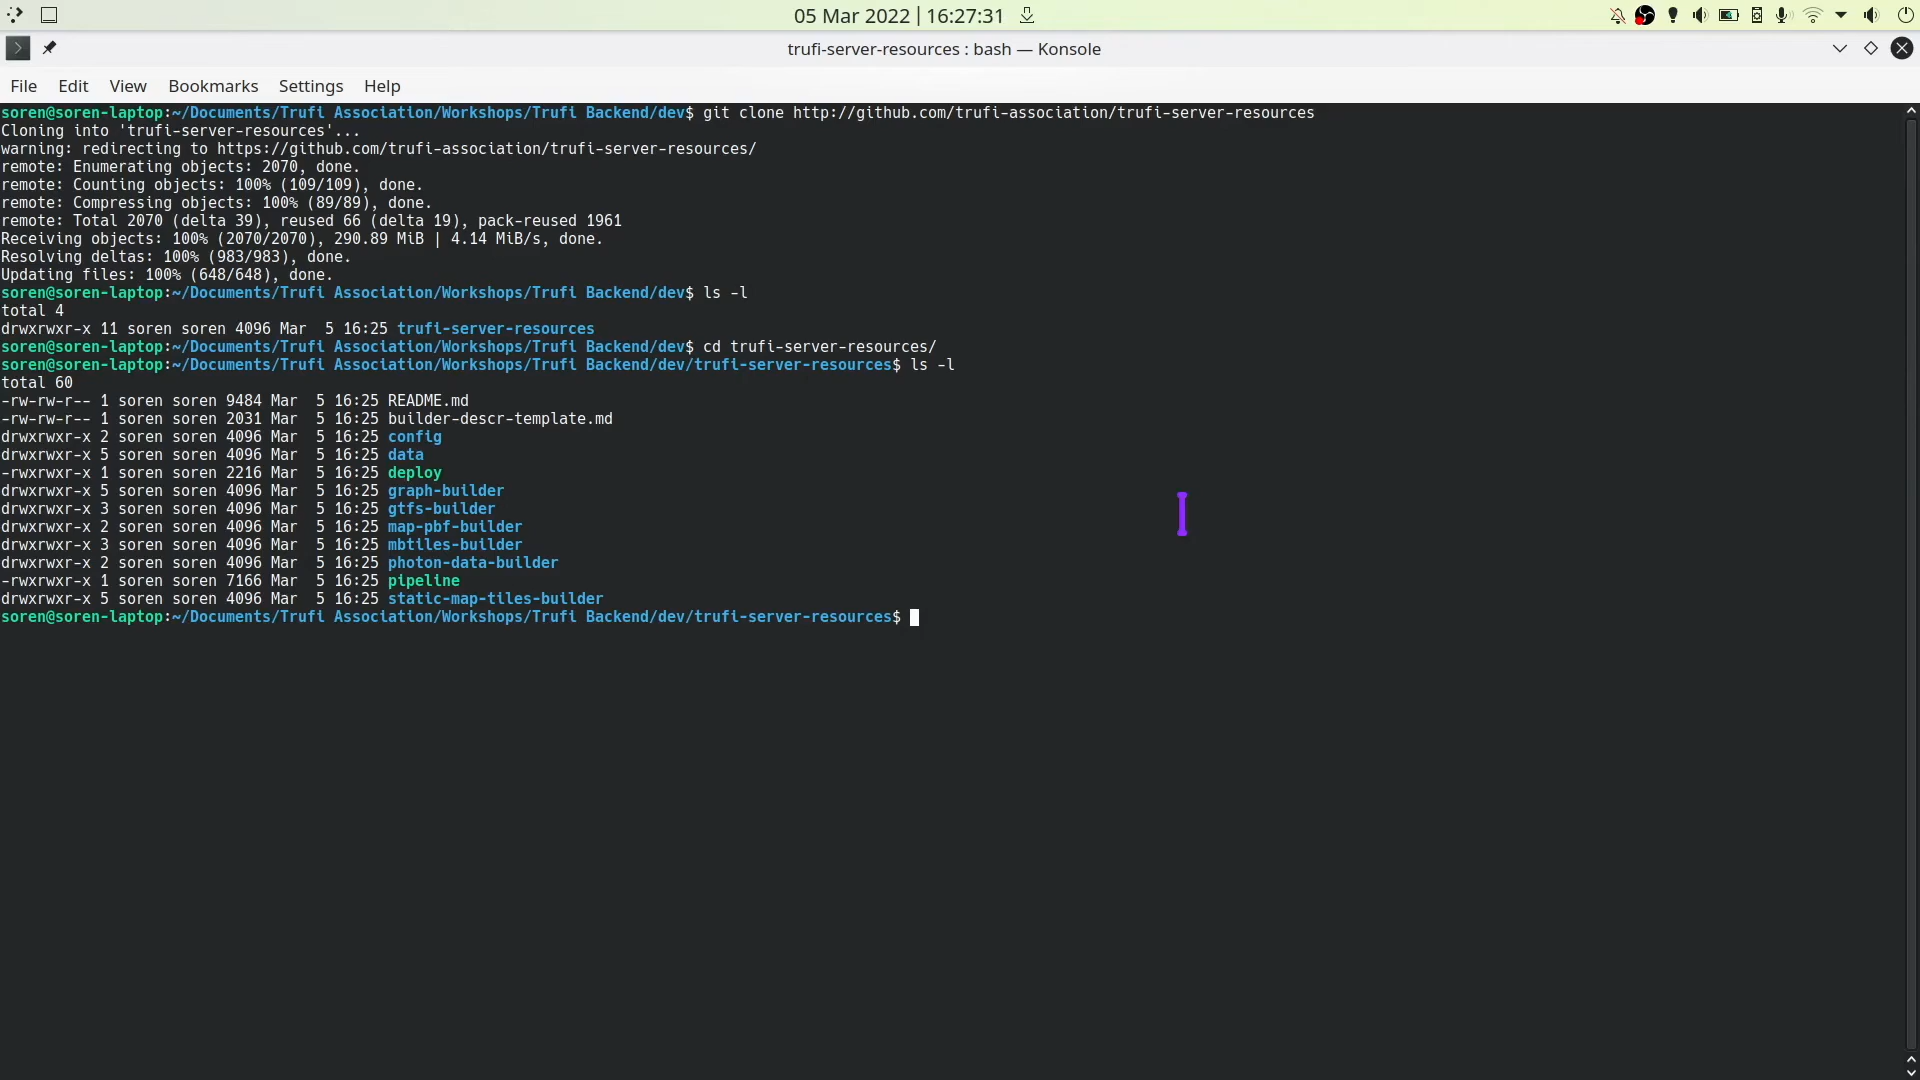 05 Mar 2022 | 16:27:31
trufi-server-resources : bash — Konsole
File Edit View Bookmarks Settings Help
soren@soren-laptop:~/Documents/Trufi Association/Workshops/Trufi Backend/dev$ git clone http://github.com/trufi-association/trufi-server-resources
Cloning into 'trufi-server-resources'...
warning: redirecting to https://github.com/trufi-association/trufi-server-resources/
remote: Enumerating objects: 2070, done.
remote: Counting objects: 100% (109/109), done.
remote: Compressing objects: 100% (89/89), done.
remote: Total 2070 (delta 39), reused 66 (delta 19), pack-reused 1961
Receiving objects: 100% (2070/2070), 290.89 MiB | 4.14 MiB/s, done.
Resolving deltas: 100% (983/983), done.
Updating files: 100% (648/648), done.
soren@soren-laptop:~/Documents/Trufi Association/Workshops/Trufi Backend/dev$ ls -l
total 4
drwxrwxr-x 11 soren soren 4096 Mar  5 16:25 trufi-server-resources
soren@soren-laptop:~/Documents/Trufi Association/Workshops/Trufi Backend/dev$ cd trufi-server-resources/
soren@soren-laptop:~/Documents/Trufi Association/Workshops/Trufi Backend/dev/trufi-server-resources$ ls -l
total 60
-rw-rw-r-- 1 soren soren 9484 Mar  5 16:25 README.md
-rw-rw-r-- 1 soren soren 2031 Mar  5 16:25 builder-descr-template.md
drwxrwxr-x 2 soren soren 4096 Mar  5 16:25 config
drwxrwxr-x 5 soren soren 4096 Mar  5 16:25 data
-rwxrwxr-x 1 soren soren 2216 Mar  5 16:25 deploy
drwxrwxr-x 5 soren soren 4096 Mar  5 16:25 graph-builder
drwxrwxr-x 3 soren soren 4096 Mar  5 16:25 gtfs-builder
drwxrwxr-x 2 soren soren 4096 Mar  5 16:25 map-pbf-builder
drwxrwxr-x 3 soren soren 4096 Mar  5 16:25 mbtiles-builder
drwxrwxr-x 2 soren soren 4096 Mar  5 16:25 photon-data-builder
-rwxrwxr-x 1 soren soren 7166 Mar  5 16:25 pipeline
drwxrwxr-x 5 soren soren 4096 Mar  5 16:25 static-map-tiles-builder
soren@soren-laptop:~/Documents/Trufi Association/Workshops/Trufi Backend/dev/trufi-server-resources$